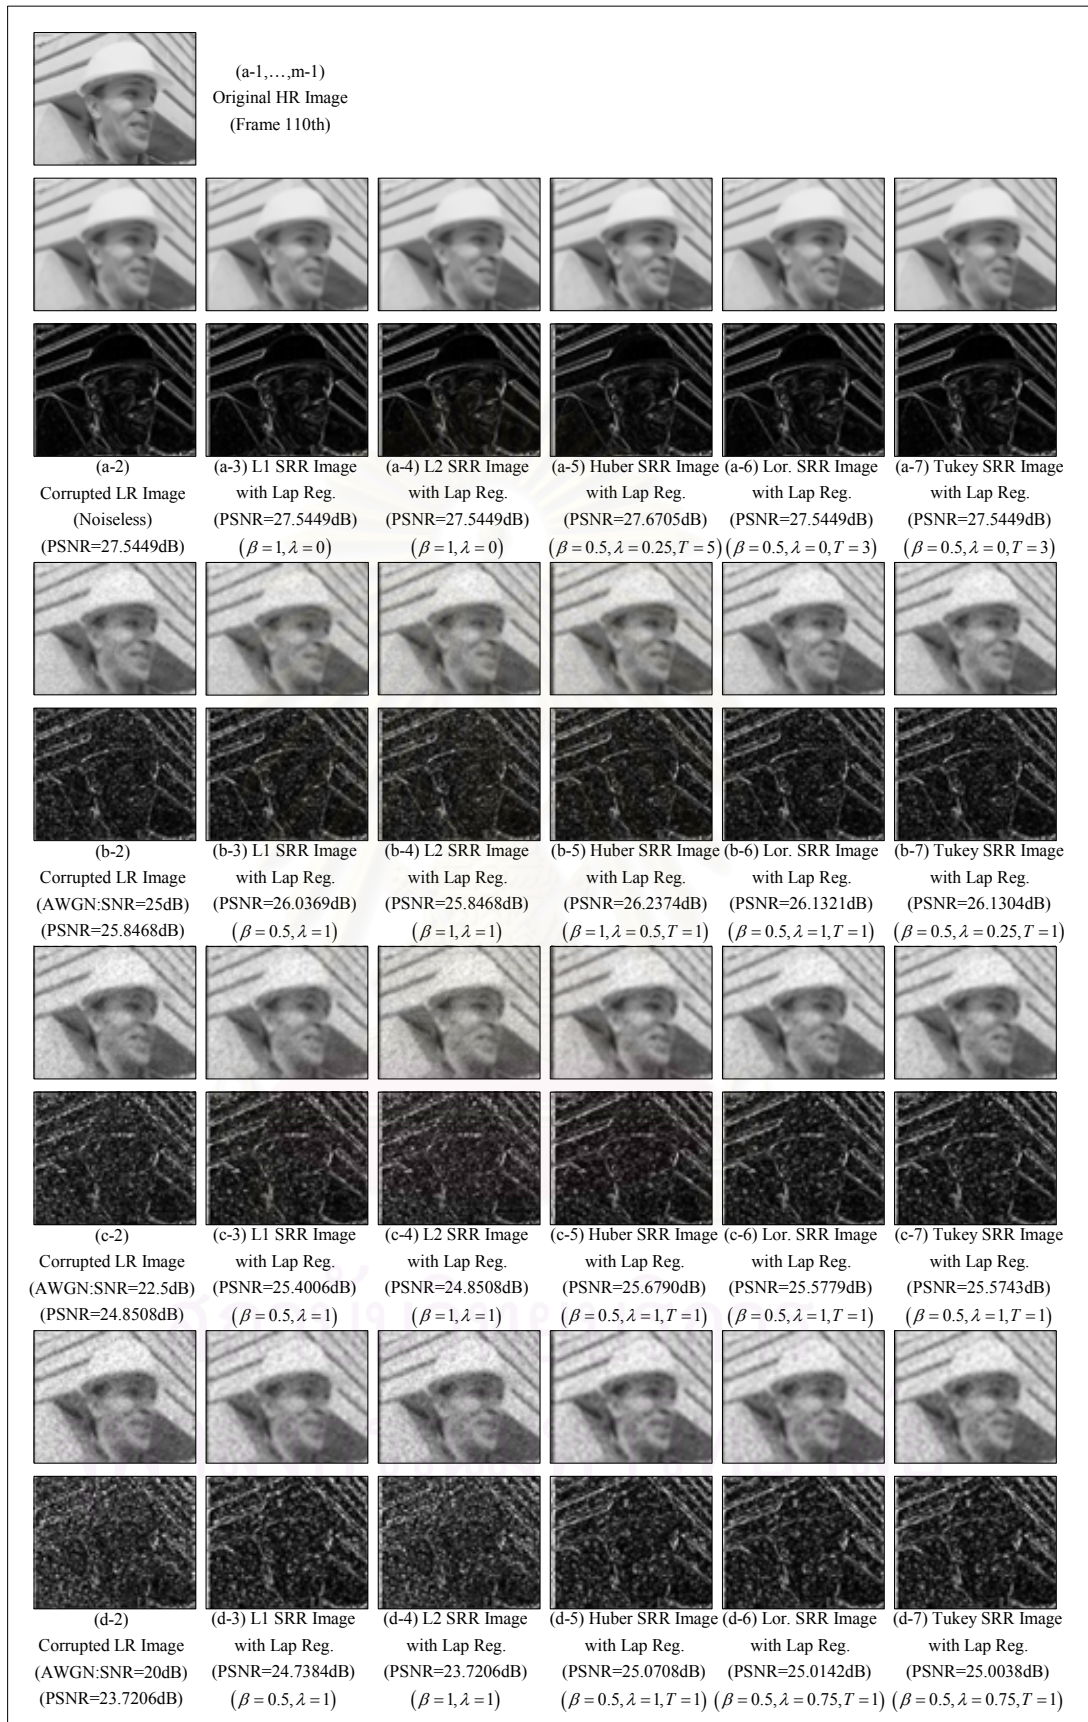 (a-1,…,m-1)
Original HR Image
(Frame 110th)
(a-2)
Corrupted LR Image
(Noiseless)
(PSNR=27.5449dB)
(a-3) L1 SRR Image
with Lap Reg.
(PSNR=27.5449dB)
(β=1,λ=0)
(a-4) L2 SRR Image
with Lap Reg.
(PSNR=27.5449dB)
(β=1,λ=0)
(a-5) Huber SRR Image
with Lap Reg.
(PSNR=27.6705dB)
(β=0.5,λ=0.25,T=5)
(a-6) Lor. SRR Image
with Lap Reg.
(PSNR=27.5449dB)
(β=0.5,λ=0,T=3)
(a-7) Tukey SRR Image
with Lap Reg.
(PSNR=27.5449dB)
(β=0.5,λ=0,T=3)
(b-2)
Corrupted LR Image
(AWGN:SNR=25dB)
(PSNR=25.8468dB)
(b-3) L1 SRR Image
with Lap Reg.
(PSNR=26.0369dB)
(β=0.5,λ=1)
(b-4) L2 SRR Image
with Lap Reg.
(PSNR=25.8468dB)
(β=1,λ=1)
(b-5) Huber SRR Image
with Lap Reg.
(PSNR=26.2374dB)
(β=1,λ=0.5,T=1)
(b-6) Lor. SRR Image
with Lap Reg.
(PSNR=26.1321dB)
(β=0.5,λ=1,T=1)
(b-7) Tukey SRR Image
with Lap Reg.
(PSNR=26.1304dB)
(β=0.5,λ=0.25,T=1)
(c-2)
Corrupted LR Image
(AWGN:SNR=22.5dB)
(PSNR=24.8508dB)
(c-3) L1 SRR Image
with Lap Reg.
(PSNR=25.4006dB)
(β=0.5,λ=1)
(c-4) L2 SRR Image
with Lap Reg.
(PSNR=24.8508dB)
(β=1,λ=1)
(c-5) Huber SRR Image
with Lap Reg.
(PSNR=25.6790dB)
(β=0.5,λ=1,T=1)
(c-6) Lor. SRR Image
with Lap Reg.
(PSNR=25.5779dB)
(β=0.5,λ=1,T=1)
(c-7) Tukey SRR Image
with Lap Reg.
(PSNR=25.5743dB)
(β=0.5,λ=1,T=1)
(d-2)
Corrupted LR Image
(AWGN:SNR=20dB)
(PSNR=23.7206dB)
(d-3) L1 SRR Image
with Lap Reg.
(PSNR=24.7384dB)
(β=0.5,λ=1)
(d-4) L2 SRR Image
with Lap Reg.
(PSNR=23.7206dB)
(β=1,λ=1)
(d-5) Huber SRR Image
with Lap Reg.
(PSNR=25.0708dB)
(β=0.5,λ=1,T=1)
(d-6) Lor. SRR Image
with Lap Reg.
(PSNR=25.0142dB)
(β=0.5,λ=0.75,T=1)
(d-7) Tukey SRR Image
with Lap Reg.
(PSNR=25.0038dB)
(β=0.5,λ=0.75,T=1)